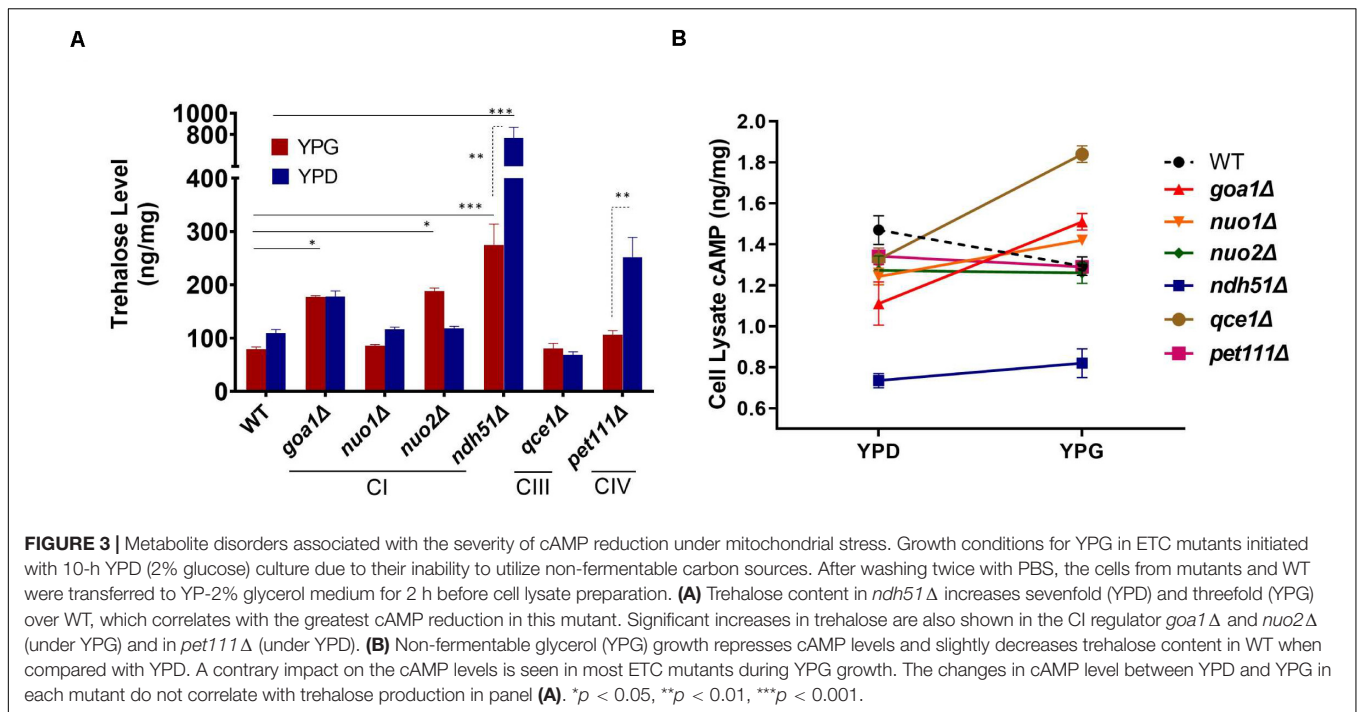 A
B
Trehalose Level
(ng/mg)
1000
800
400
300
200
100
0
YPG
YPD
***
**
***
*
*
**
WT
goa1Δ
nuo1Δ
nuo2Δ
ndh51Δ
qce1Δ
pet111Δ
CI
CIII
CIV
Cell Lysate cAMP (ng/mg)
2.0
1.8
1.6
1.4
1.2
1.0
0.8
0.6
YPD
YPG
WT
goa1Δ
nuo1Δ
nuo2Δ
ndh51Δ
qce1Δ
pet111Δ
FIGURE 3 | Metabolite disorders associated with the severity of cAMP reduction under mitochondrial stress. Growth conditions for YPG in ETC mutants initiated
with 10-h YPD (2% glucose) culture due to their inability to utilize non-fermentable carbon sources. After washing twice with PBS, the cells from mutants and WT
were transferred to YP-2% glycerol medium for 2 h before cell lysate preparation. (A) Trehalose content in ndh51Δ increases sevenfold (YPD) and threefold (YPG)
over WT, which correlates with the greatest cAMP reduction in this mutant. Significant increases in trehalose are also shown in the CI regulator goa1Δ and nuo2Δ
(under YPG) and in pet111Δ (under YPD). (B) Non-fermentable glycerol (YPG) growth represses cAMP levels and slightly decreases trehalose content in WT when
compared with YPD. A contrary impact on the cAMP levels is seen in most ETC mutants during YPG growth. The changes in cAMP level between YPD and YPG in
each mutant do not correlate with trehalose production in panel (A). *p < 0.05, **p < 0.01, ***p < 0.001.